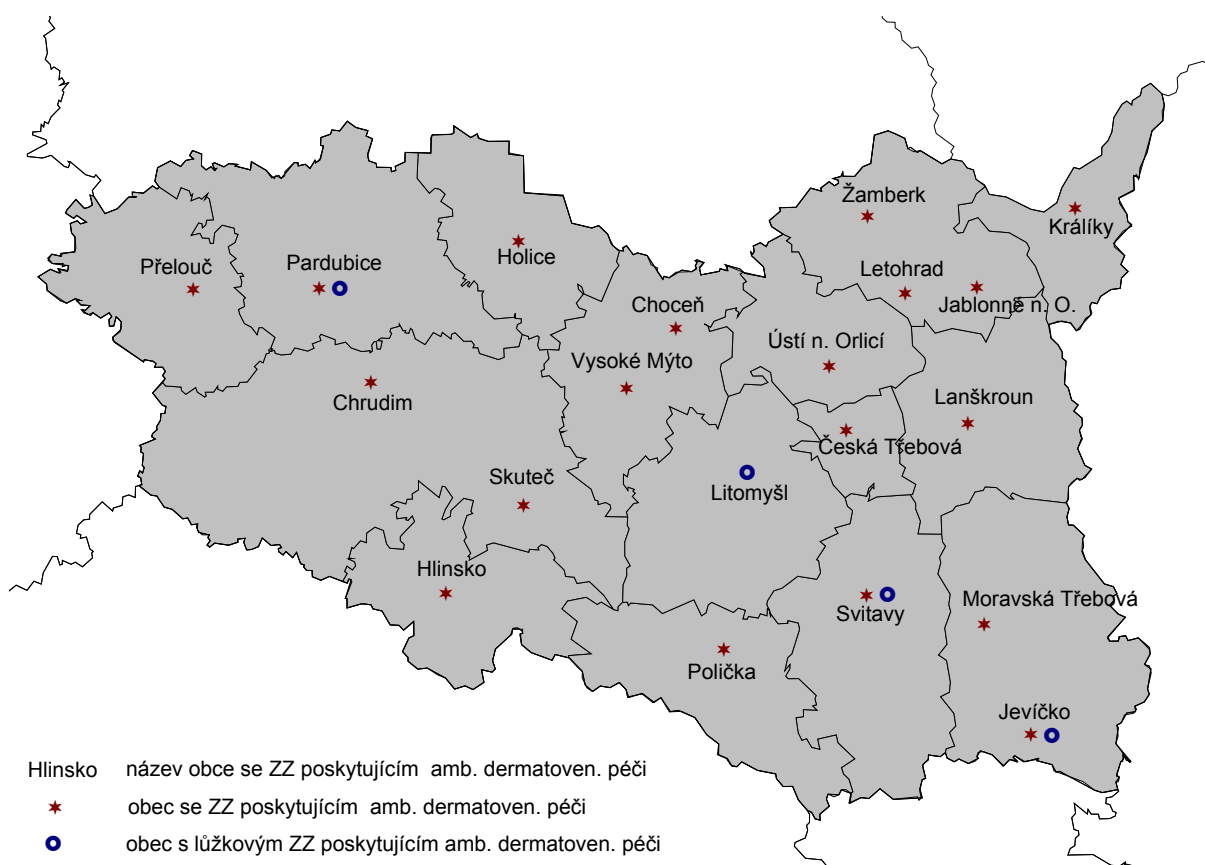 Žamberk
Králíky
Holice
Přelouč
Pardubice
Letohrad
Jablonné n. O.
Choceň
Ústí n. Orlicí
Vysoké Mýto
Chrudim
Lanškroun
Česká Třebová
Skuteč
Litomyšl
Hlinsko
Svitavy
Moravská Třebová
Polička
Jevíčko
Hlinsko název obce se ZZ poskytujícím amb. dermatoven. péči
obec se ZZ poskytujícím amb. dermatoven. péči
obec s lůžkovým ZZ poskytujícím amb. dermatoven. péči